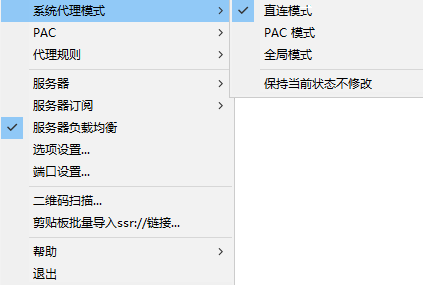 系统代理模式
PAC
代理规则
服务器
服务器订阅
服务器负载均衡
选项设置...
端口设置...
二维码扫描...
剪贴板批量导入ssr://链接...
帮助
退出
直连模式
PAC 模式
全局模式
保持当前状态不修改